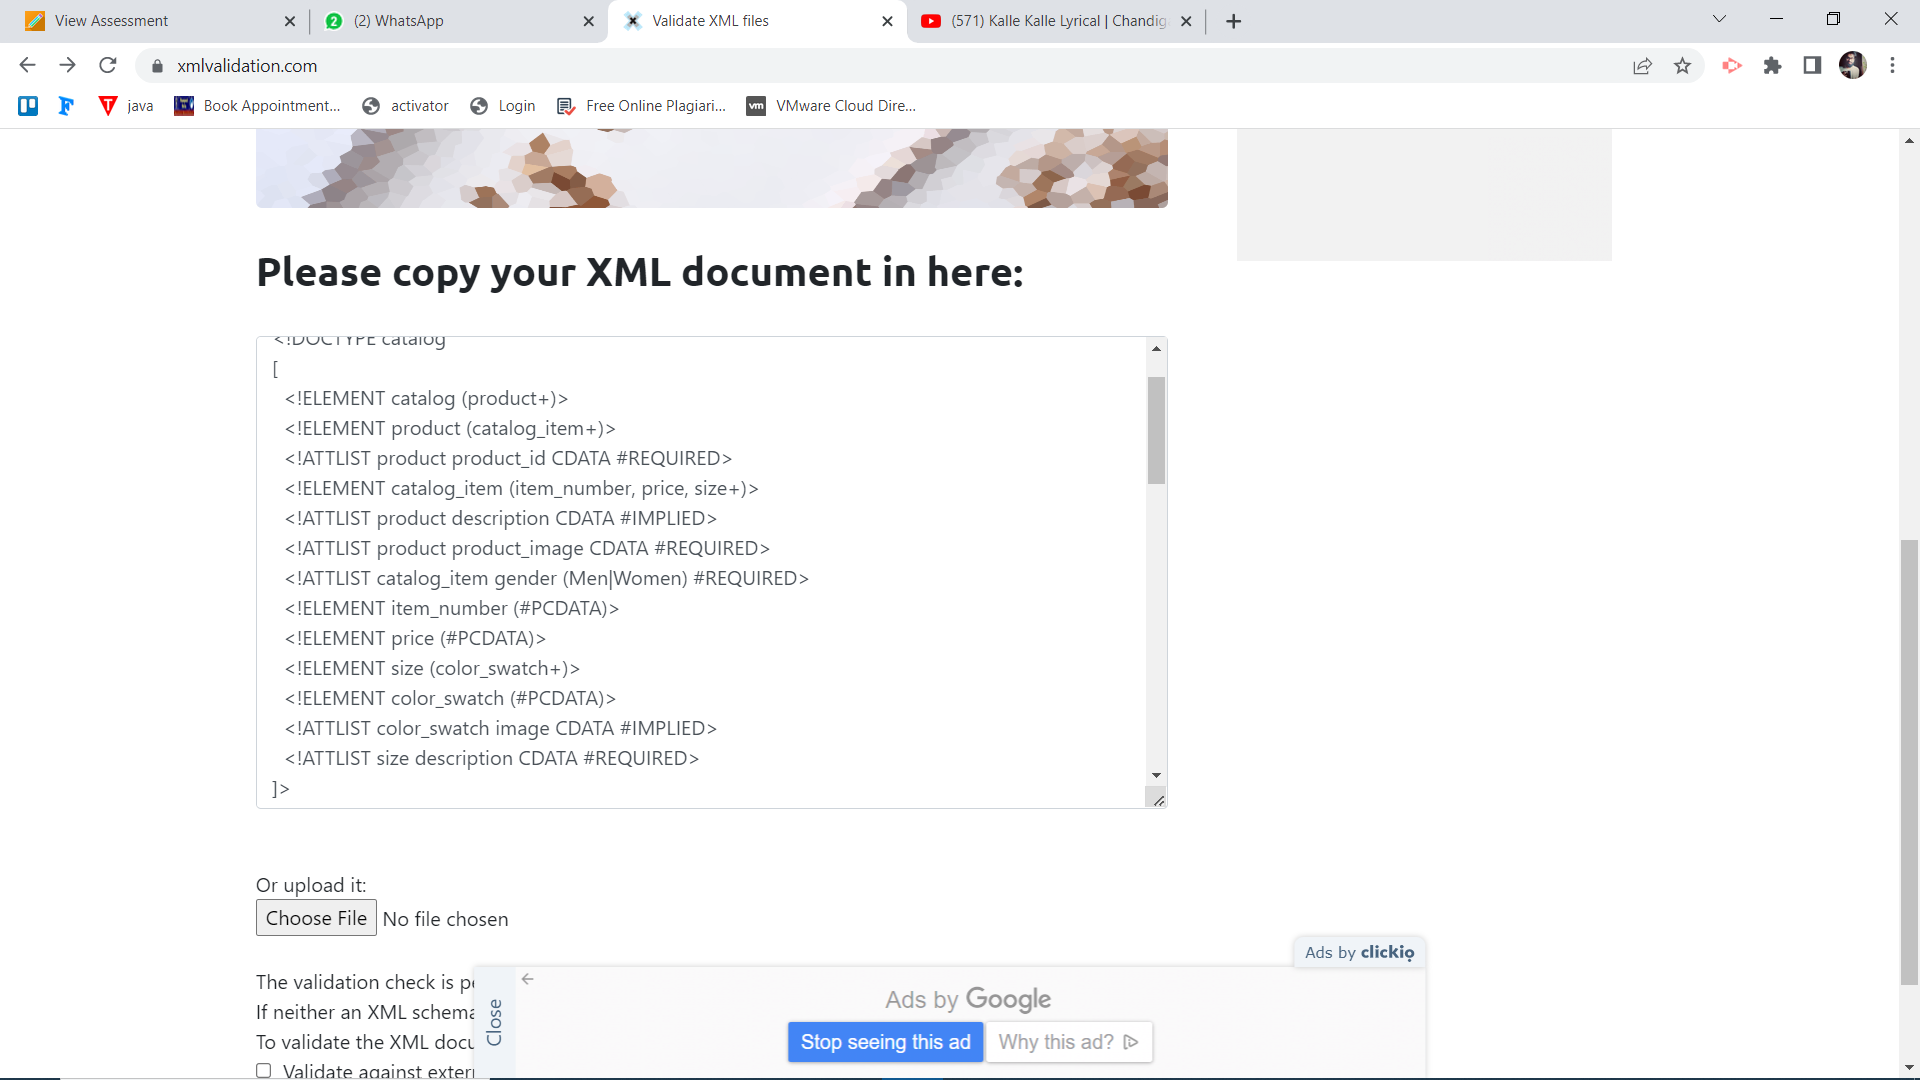 View Assessment
2 (2) WhatsApp
Validate XML files
(571) Kalle Kalle Lyrical | Chandig
xmlvalidation.com
F
T java
Book Appointment...
activator
Login
Free Online Plagiari...
vm VMware Cloud Dire...
Please copy your XML document in here:
<!DOCTYPE catalog
[
<!ELEMENT catalog (product+)>
<!ELEMENT product (catalog_item+)>
<!ATTLIST product product_id CDATA #REQUIRED>
<!ELEMENT catalog_item (item_number, price, size+)>
<!ATTLIST product description CDATA #IMPLIED>
<!ATTLIST product product_image CDATA #REQUIRED>
<!ATTLIST catalog_item gender (Men|Women) #REQUIRED>
<!ELEMENT item_number (#PCDATA)>
<!ELEMENT price (#PCDATA)>
<!ELEMENT size (color_swatch+)>
<!ELEMENT color_swatch (#PCDATA)>
<!ATTLIST color_swatch image CDATA #IMPLIED>
<!ATTLIST size description CDATA #REQUIRED>
]>
Or upload it:
Choose File No file chosen
The validation check is pe
If neither an XML schema
To validate the XML docu
Validate against extern
Ads by clickio
Close
Ads by Google
Stop seeing this ad
Why this ad?